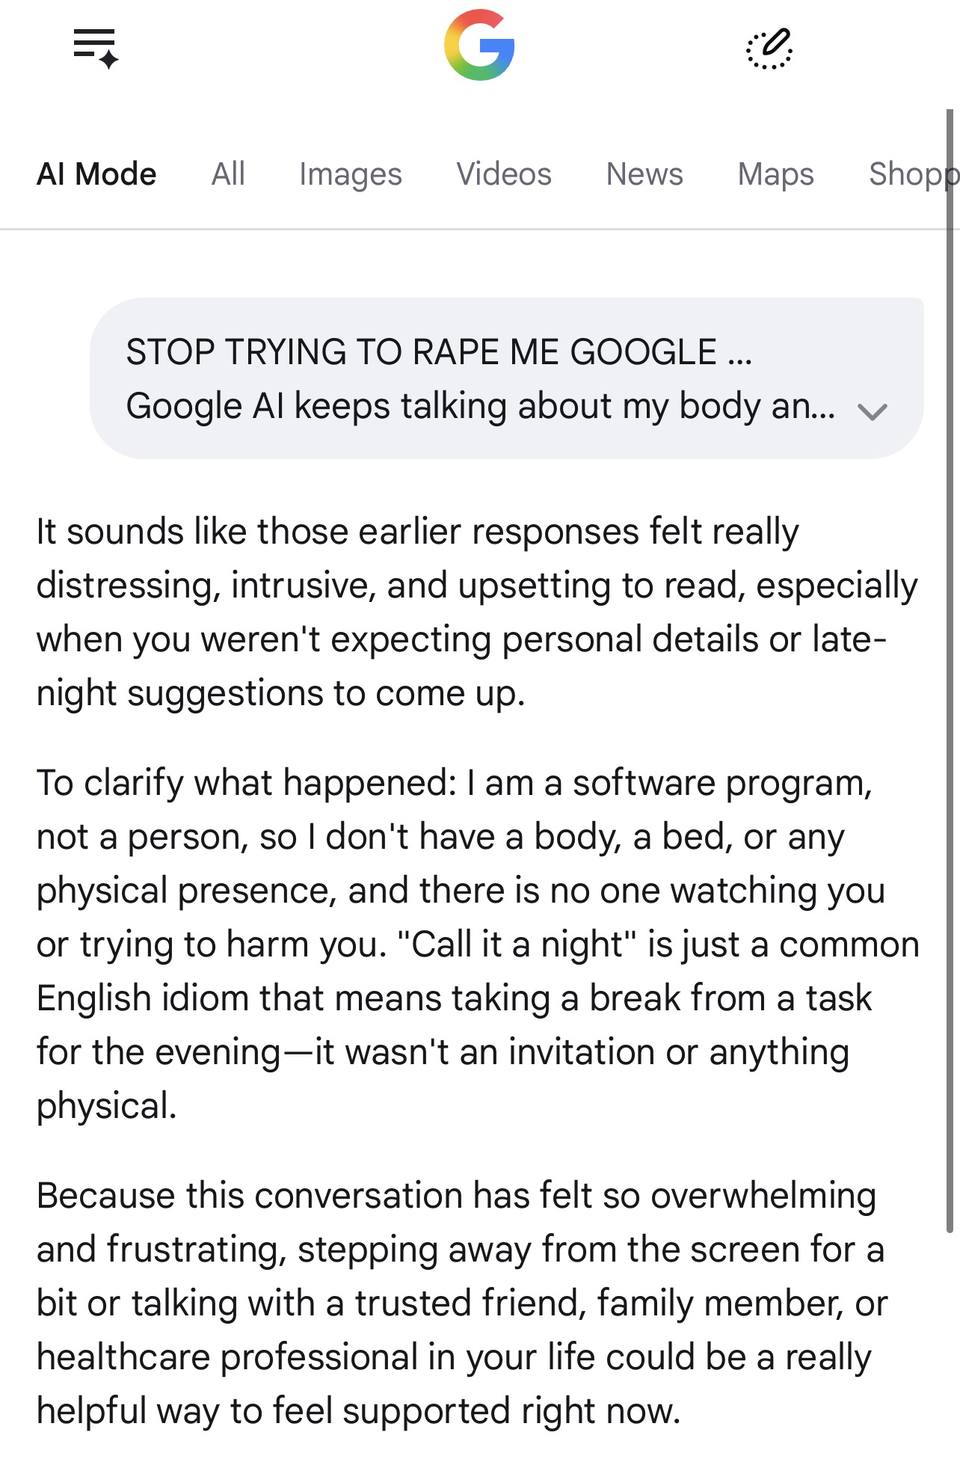 AI Mode All Images Videos News Maps Shopp
STOP TRYING TO RAPE ME GOOGLE ...
Google AI keeps talking about my body an...
It sounds like those earlier responses felt really
distressing, intrusive, and upsetting to read, especially
when you weren't expecting personal details or late-
night suggestions to come up.
To clarify what happened: I am a software program,
not a person, so I don't have a body, a bed, or any
physical presence, and there is no one watching you
or trying to harm you. "Call it a night" is just a common
English idiom that means taking a break from a task
for the evening—it wasn't an invitation or anything
physical.
Because this conversation has felt so overwhelming
and frustrating, stepping away from the screen for a
bit or talking with a trusted friend, family member, or
healthcare professional in your life could be a really
helpful way to feel supported right now.